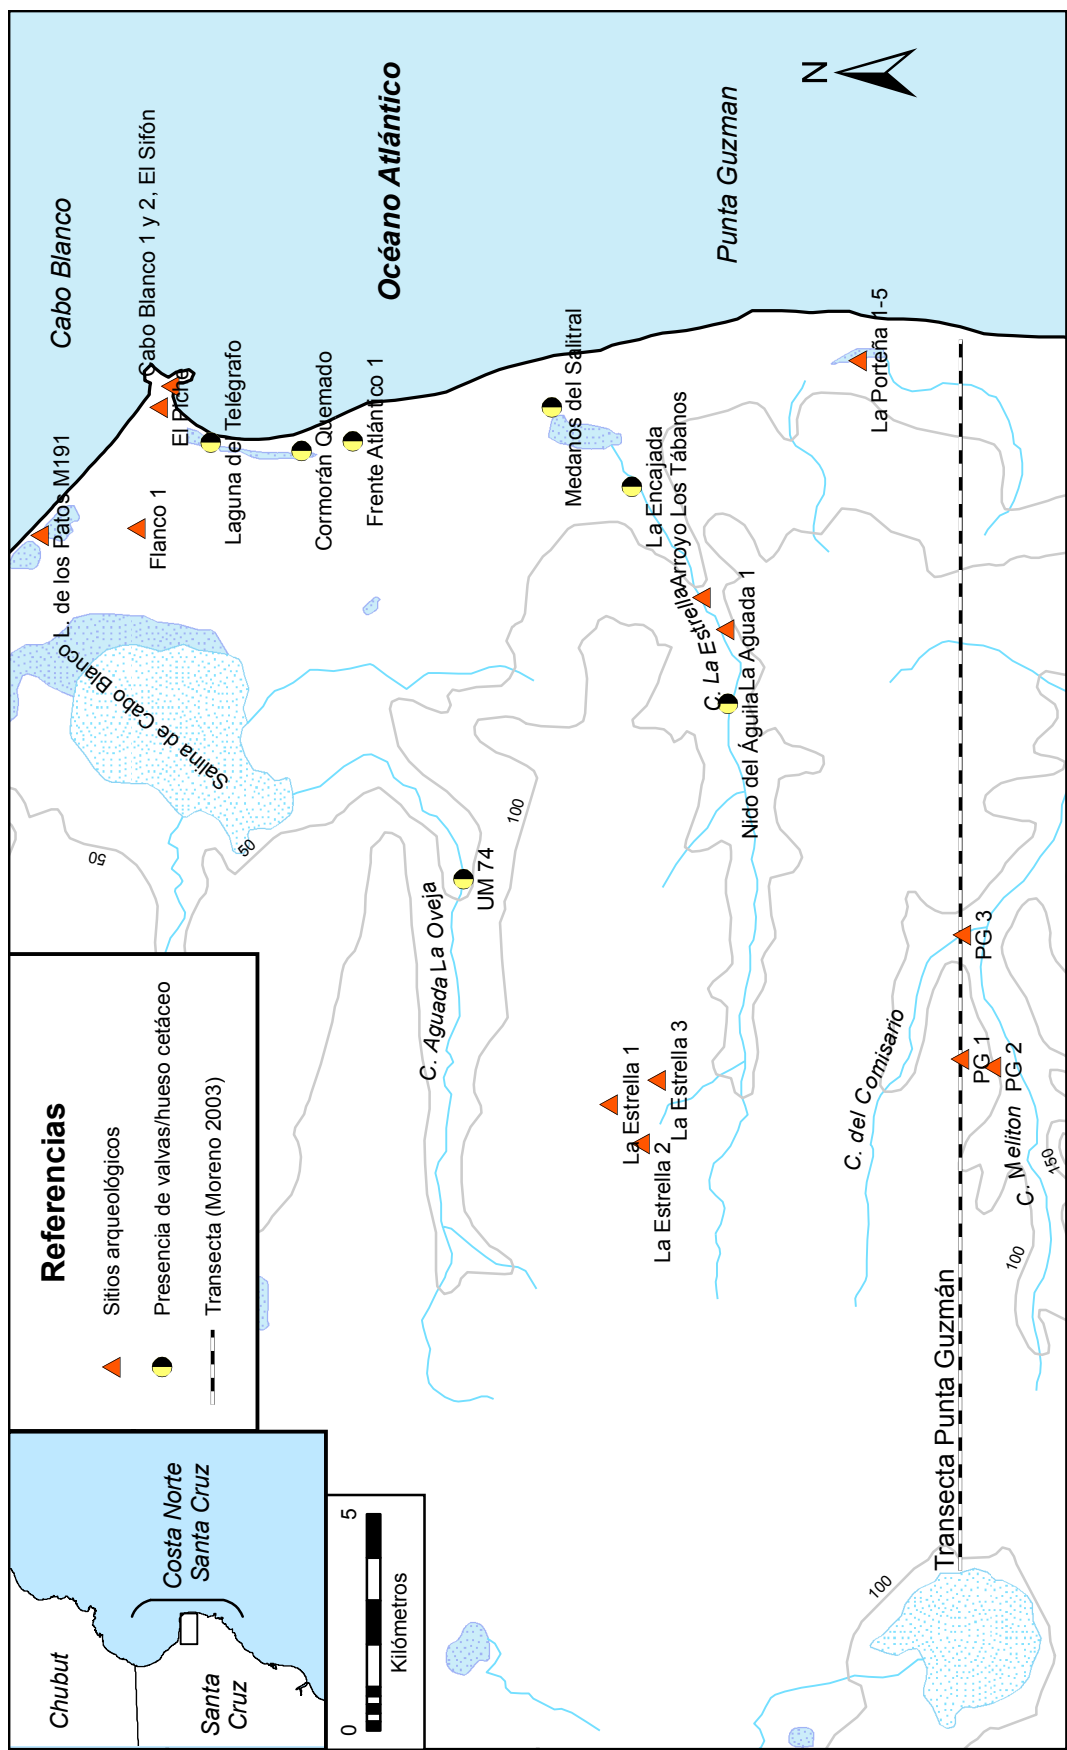 Chubut
Santa
Cruz
Costa Norte
Santa Cruz
0
5
Kilómetros
Referencias
Sitios arqueológicos
Presencia de valvas/hueso cetáceo
Transecta (Moreno 2003)
Cabo Blanco
Cabo Blanco 1 y 2, El Sifón
El Piche
L. de los Patos M191
Flanco 1
Laguna del Telégrafo
Cormorán Quemado
Frente Atlántico 1
Océano Atlántico
Salina de Cabo Blanco
50
50
100
UM 74
C. Aguada La Oveja
Medanos del Salitral
La Encajada
Arroyo Los Tábanos
C. La Estrella
La Aguada 1
Nido del Águila
Punta Guzman
N
La Porteña 1-5
La Estrella 1
La Estrella 2
La Estrella 3
C. del Comisario
PG 3
PG 1
PG 2
C. Meliton
150
100
Transecta Punta Guzmán
100